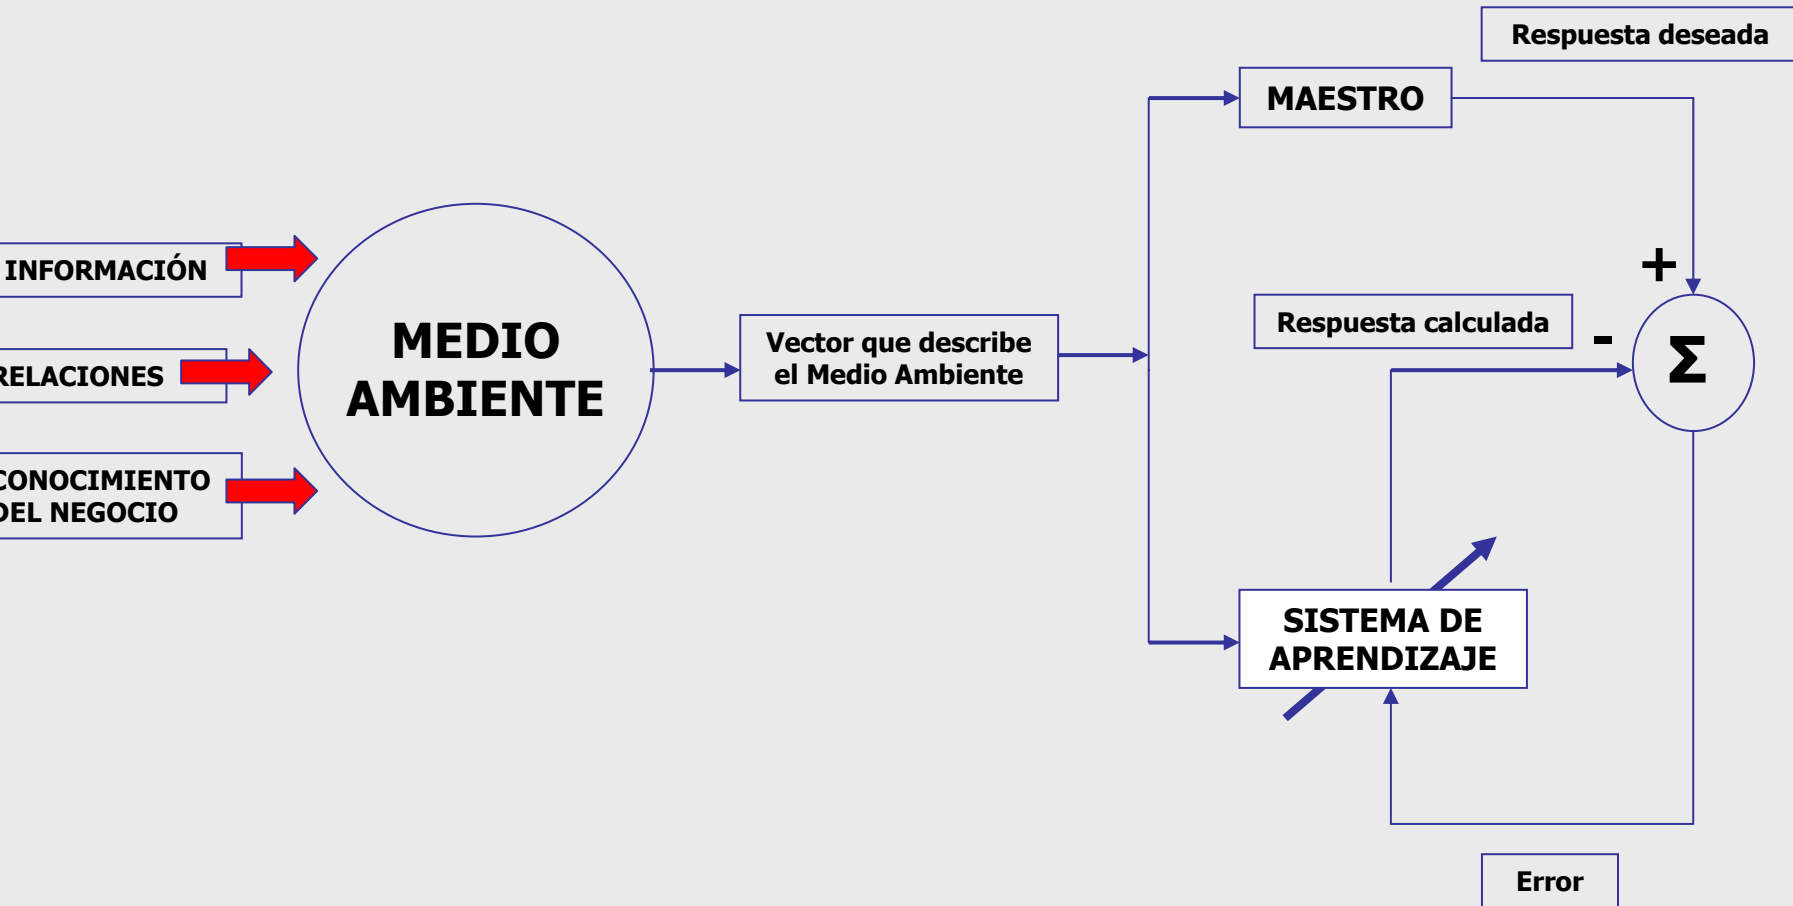 Respuesta deseada
MAESTRO
INFORMACIÓN
+
MEDIO
AMBIENTE
Vector que describe
el Medio Ambiente
Respuesta calculada
-
Σ
RELACIONES
CONOCIMIENTO
DEL NEGOCIO
SISTEMA DE
APRENDIZAJE
Error